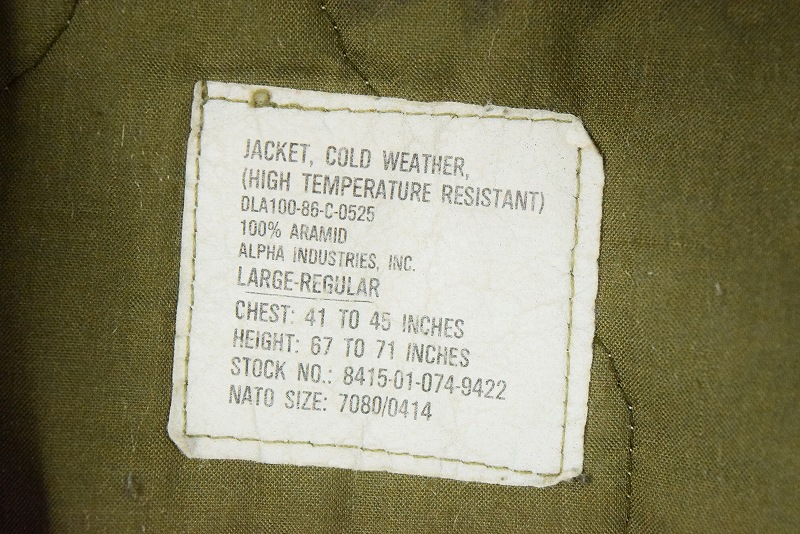 JACKET, COLD WEATHER,
(HIGH TEMPERATURE RESISTANT)
DLA100-86-C-0525
100% ARAMID
ALPHA INDUSTRIES, INC.
LARGE-REGULAR
CHEST: 41 TO 45 INCHES
HEIGHT: 67 TO 71 INCHES
STOCK NO.: 8415-01-074-9422
NATO SIZE: 7080/0414